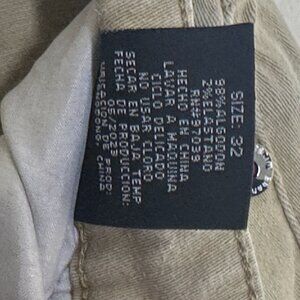 SIZE: 32
98%ALGODON
2%ELASTANO
HECHO EN CHINA
LAVAR A MAQUINA
CICLO DELICADO
NO USAR CLORO
SECAR EN BAJA TEMP
FECHA DE PRODUCCION: